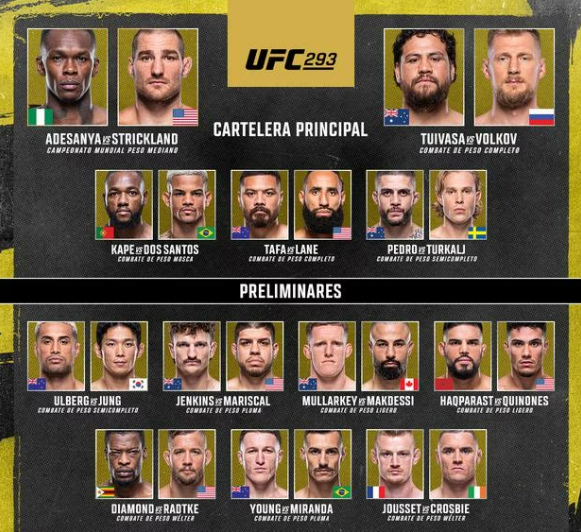 UFC 293
ADESANYA VS STRICKLAND
CAMPEONATO MUNDIAL PESO MEDIANO
CARTELERA PRINCIPAL
TUIVASA VS VOLKOV
COMBATE DE PESO COMPLETO
KAPE VS DOS SANTOS
COMBATE DE PESO MOSCA
TAFA VS LANE
COMBATE DE PESO COMPLETO
PEDRO VS TURKALJ
COMBATE DE PESO SEMICOMPLETO
PRELIMINARES
ULBERG VS JUNG
COMBATE DE PESO SEMICOMPLETO
JENKINS VS MARISCAL
COMBATE DE PESO PLUMA
MULLARKEY VS MAKDESSI
COMBATE DE PESO LIGERO
HAQPARAST VS QUINONES
COMBATE DE PESO LIGERO
DIAMOND VS RADTKE
COMBATE DE PESO WÉLTER
YOUNG VS MIRANDA
COMBATE DE PESO PLUMA
JOUSSET VS CROSBIE
COMBATE DE PESO WÉLTER